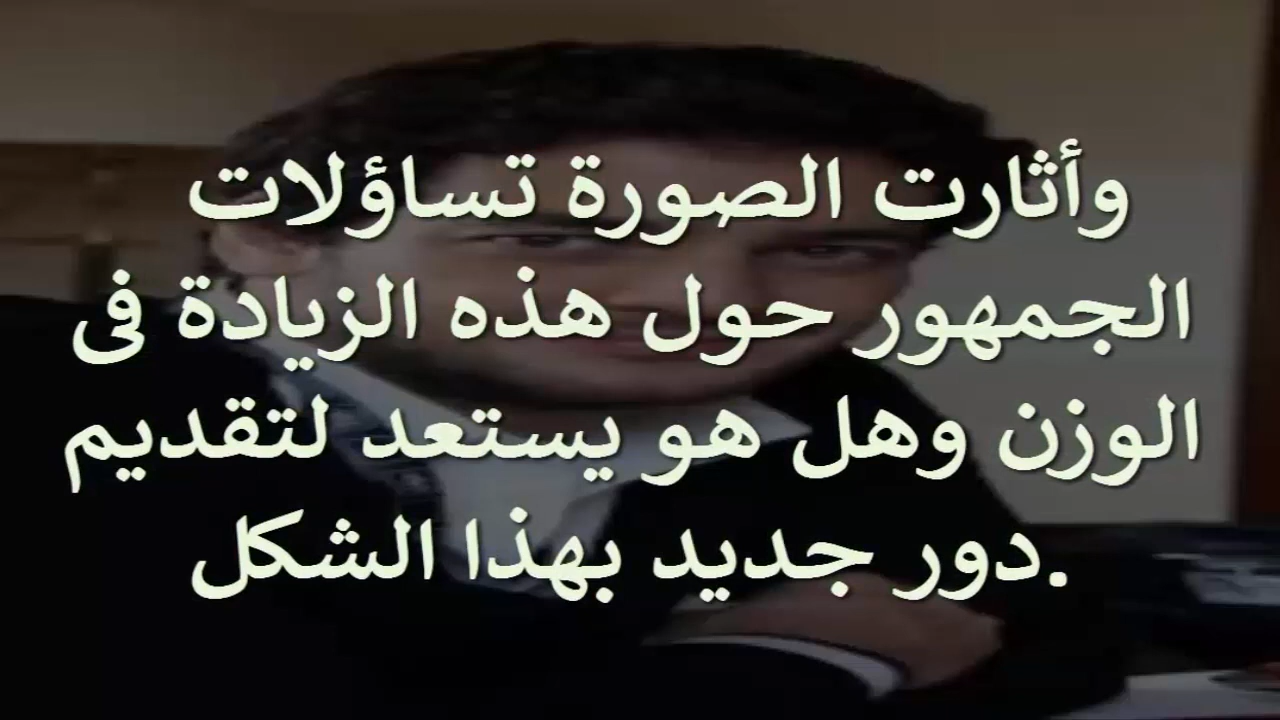 وأثارت الصورة تساؤلات
الجمهور حول هذه الزيادة فى
الوزن وهل هو يستعد لتقديم
دور جديد بهذا الشكل.